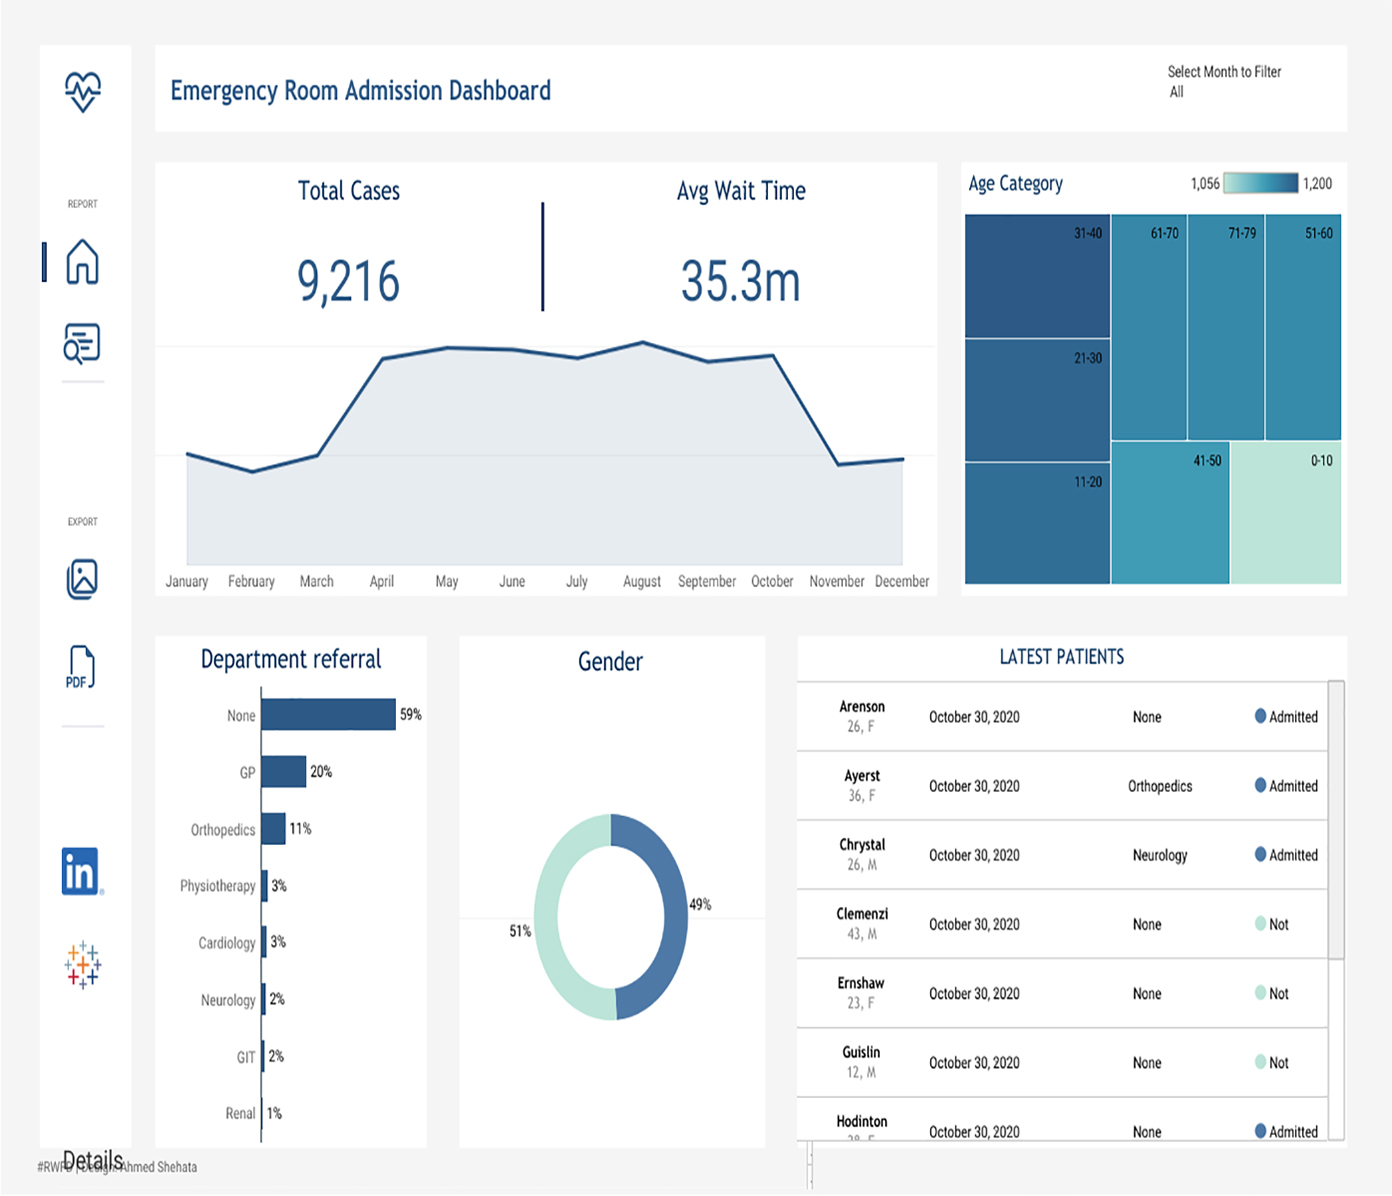 Emergency Room Admission Dashboard
Select Month to Filter
All
REPORT
EXPORT
PDF
in
Total Cases
9,216
Avg Wait Time
35.3m
January February March April May June July August September October November December
Age Category
1,056 1,200
31-40
61-70
71-79
51-60
21-30
11-20
41-50
0-10
Department referral
None 59%
GP 20%
Orthopedics 11%
Physiotherapy 3%
Cardiology 3%
Neurology 2%
GIT 2%
Renal 1%
Gender
49%
51%
LATEST PATIENTS
Arenson October 30, 2020 None Admitted
26, F
Ayerst October 30, 2020 Orthopedics Admitted
36, F
Chrystal October 30, 2020 Neurology Admitted
26, M
Clemenzi October 30, 2020 None Not
43, M
Ernshaw October 30, 2020 None Not
23, F
Guislin October 30, 2020 None Not
12, M
Hodinton October 30, 2020 None Admitted
Details
Ahmed Shehata